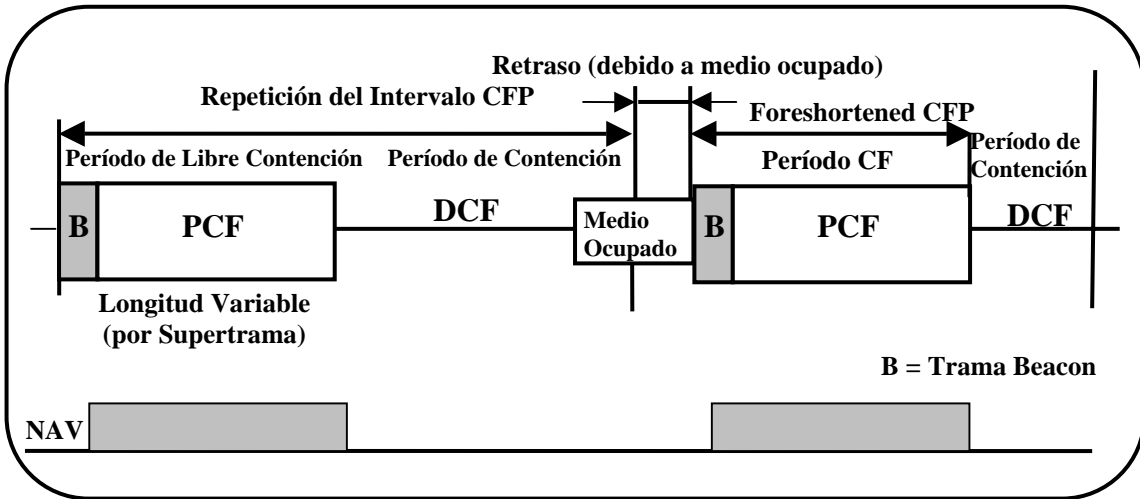 Retraso (debido a medio ocupado)
Repetición del Intervalo CFP
Foreshortened CFP
Período de Libre Contención
Período de Contención
Período CF
Período de
Contención
B
PCF
DCF
Medio
Ocupado
B
PCF
DCF
Longitud Variable
(por Supertrama)
B = Trama Beacon
NAV